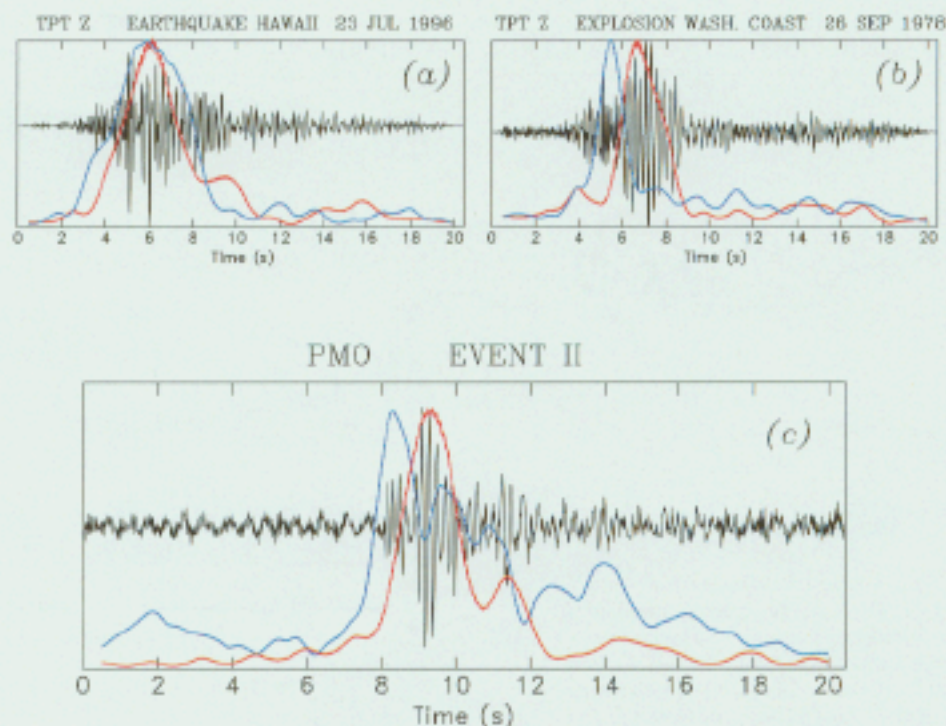 TPT Z EARTHQUAKE HAWAII 23 JUL 1996
(a)
0 2 4 6 8 10 12 14 16 18 20
Time (s)
TPT Z EXPLOSION WASH. COAST 26 SEP 1978
(b)
0 2 4 6 8 10 12 14 16 18 20
Time (s)
PMO EVENT II
(c)
0 2 4 6 8 10 12 14 16 18 20
Time (s)